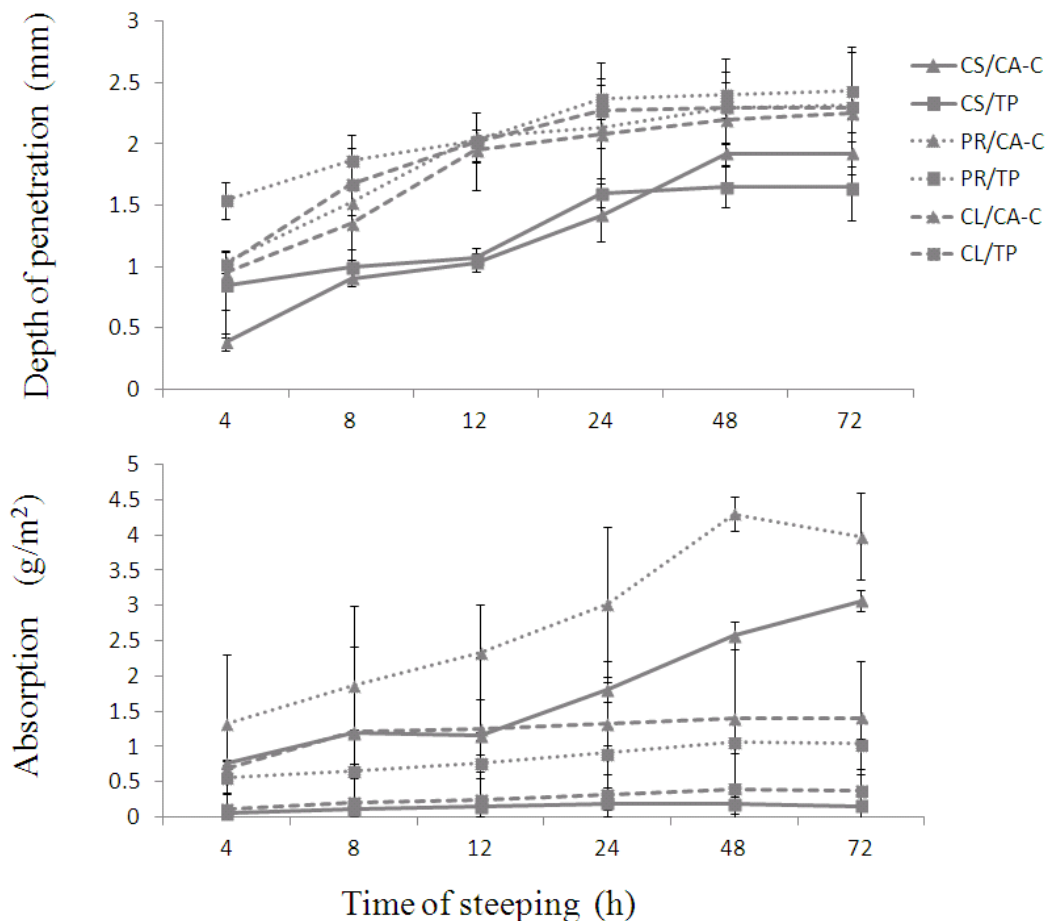 Depth of penetration (mm)
3
2.5
2
1.5
1
0.5
0
4 8 12 24 48 72
CS/CA-C
CS/TP
PR/CA-C
PR/TP
CL/CA-C
CL/TP
Absorption (g/m²)
5
4.5
4
3.5
3
2.5
2
1.5
1
0.5
0
4 8 12 24 48 72
Time of steeping (h)